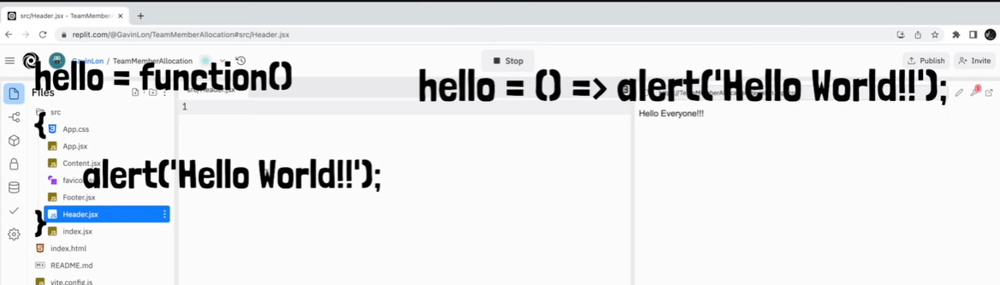 src/Header.jsx - TeamMember
replit.com/@GavinLon/TeamMemberAllocation#src/Header.jsx
GavinLon / TeamMemberAllocation
Stop
Publish
Invite
hello = function()
{
alert('Hello World!!');
}
hello = () => alert('Hello World!!');
Files
src
App.css
App.jsx
Content.jsx
Footer.jsx
Header.jsx
index.jsx
index.html
README.md
vite.config.js
src/Header.jsx
1
Hello Everyone!!!